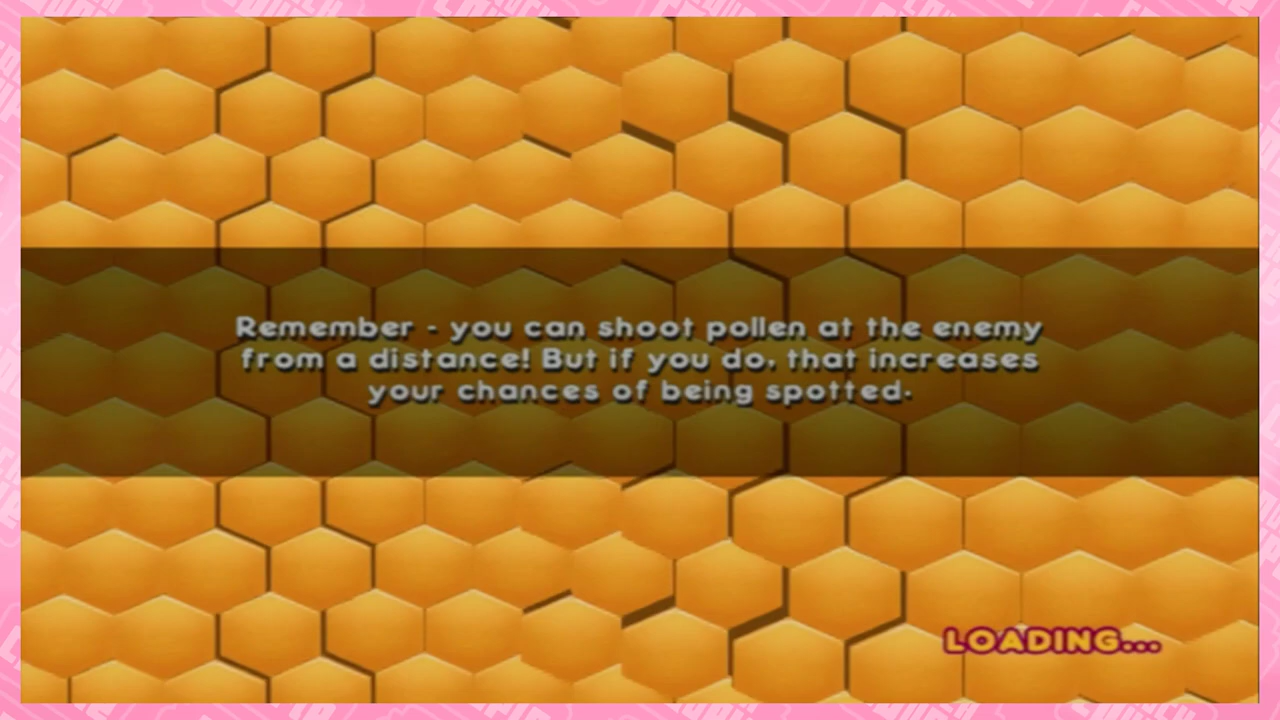 Remember - you can shoot pollen at the enemy
from a distance! But if you do, that increases
your chances of being spotted.
LOADING...